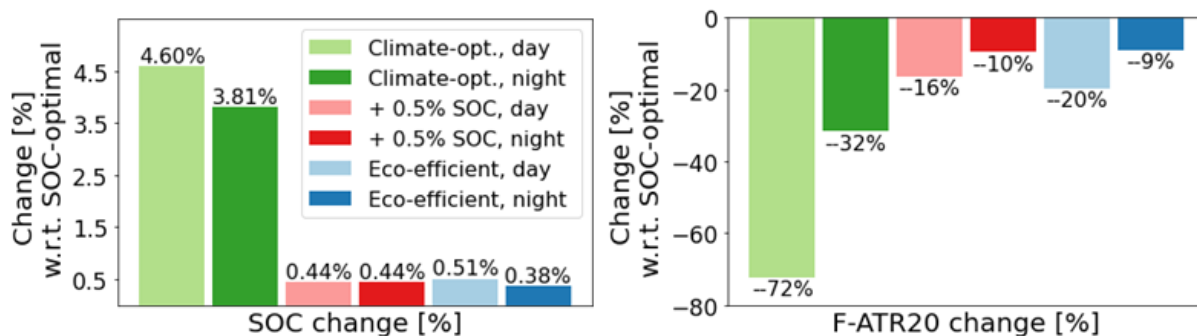 Change [%]
w.r.t. SOC-optimal
4.5
3.5
2.5
1.5
0.5
4.60%
3.81%
0.44%
0.44%
0.51%
0.38%
Climate-opt., day
Climate-opt., night
+ 0.5% SOC, day
+ 0.5% SOC, night
Eco-efficient, day
Eco-efficient, night
SOC change [%]
Change [%]
w.r.t. SOC-optimal
0
−20
−40
−60
−80
--72%
--32%
--16%
--10%
--20%
--9%
F-ATR20 change [%]